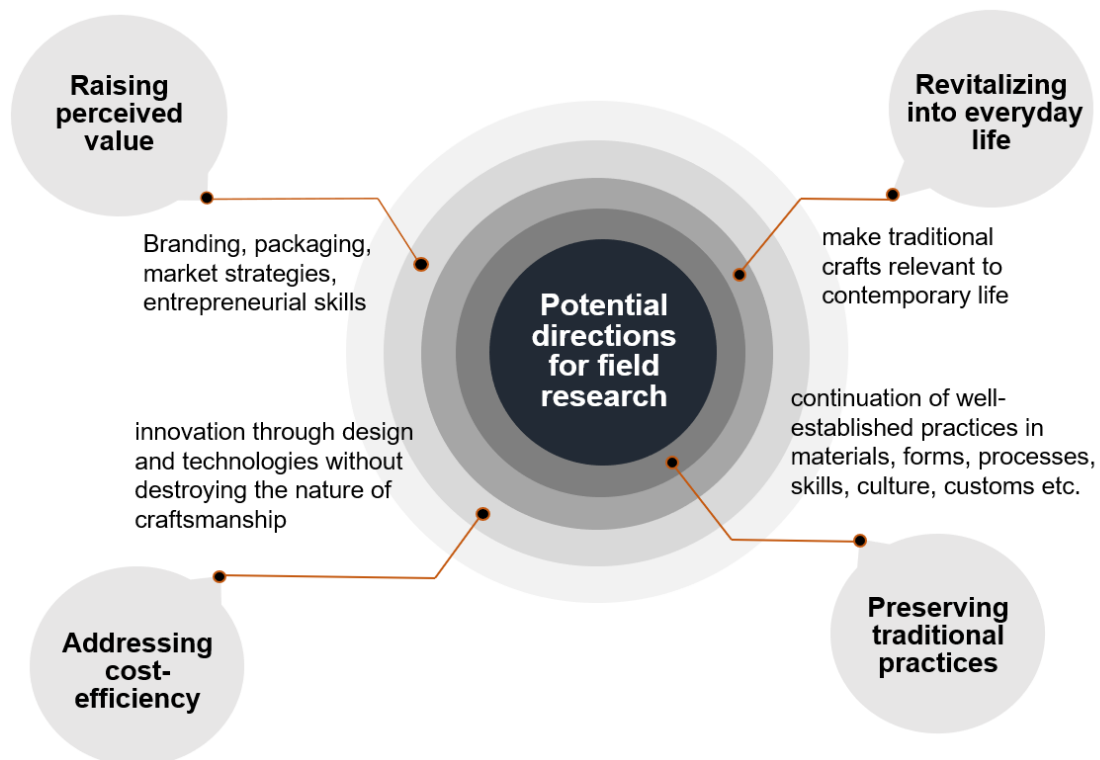 Raising
perceived
value
Branding, packaging,
market strategies,
entrepreneurial skills
Revitalizing
into everyday
life
make traditional
crafts relevant to
contemporary life
Potential
directions
for field
research
innovation through design
and technologies without
destroying the nature of
craftsmanship
Addressing
cost-
efficiency
continuation of well-
established practices in
materials, forms, processes,
skills, culture, customs etc.
Preserving
traditional
practices